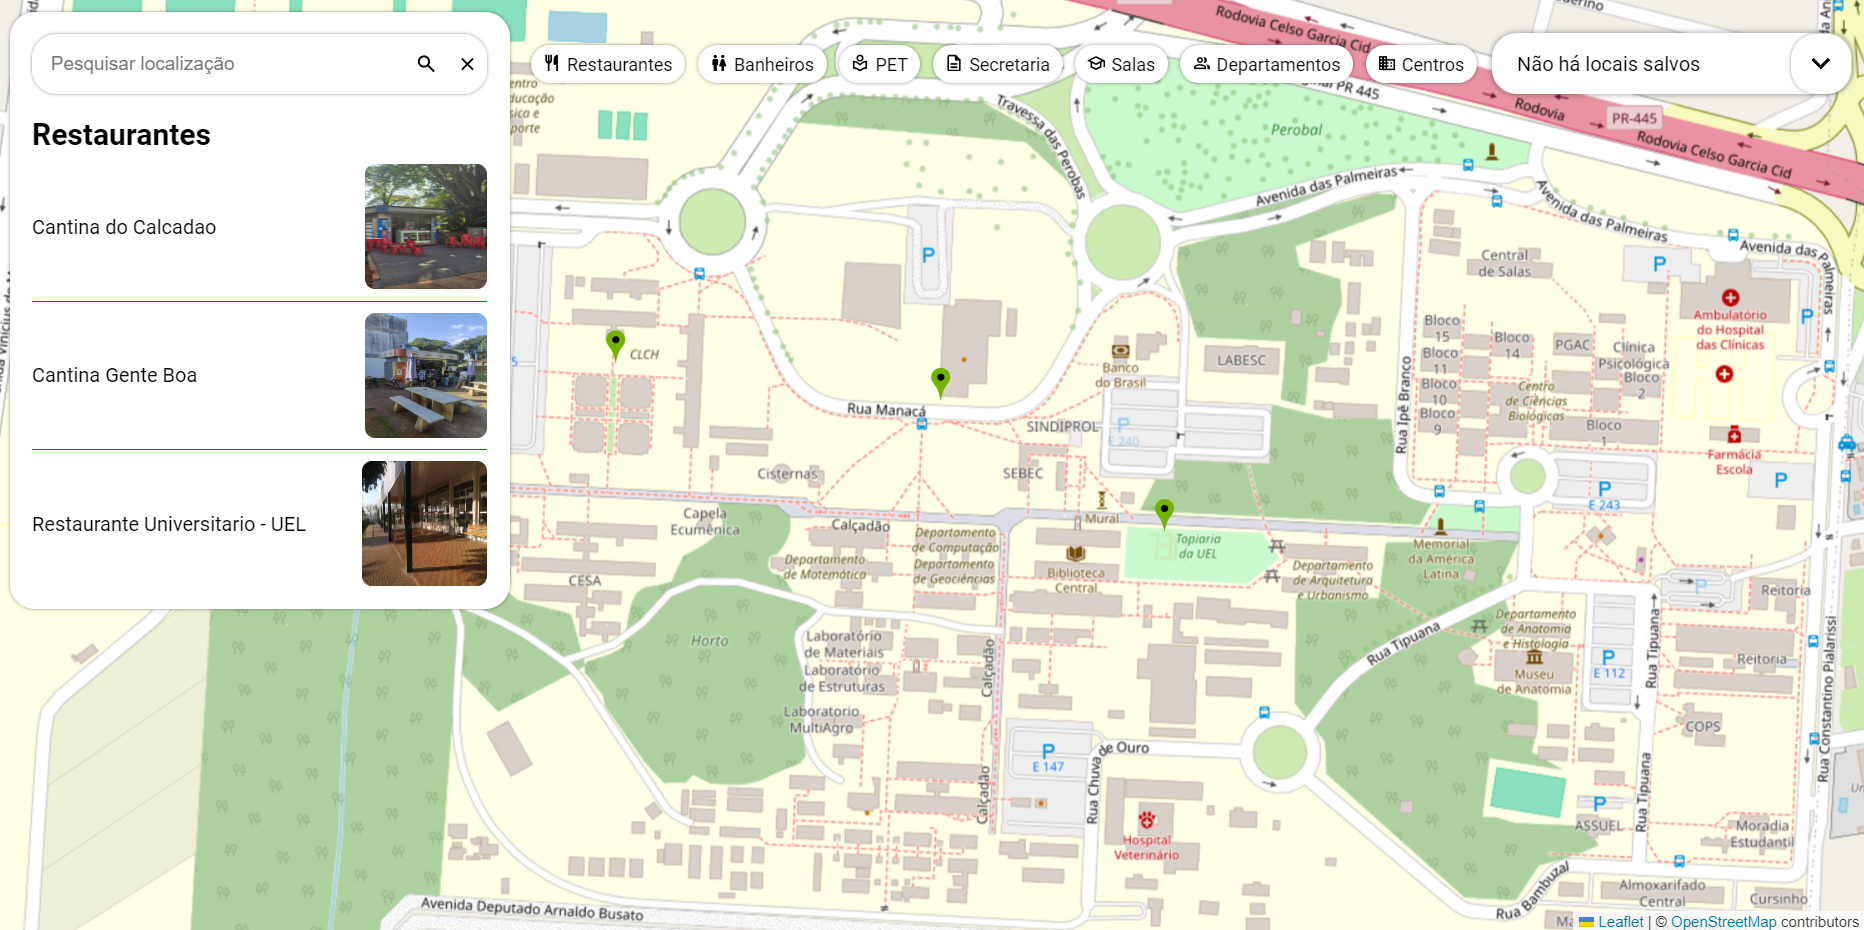 Pesquisar localização
Restaurantes
Cantina do Calcadao
Cantina Gente Boa
Restaurante Universitario - UEL
Restaurantes
Banheiros
PET
Secretaria
Salas
Departamentos
Centros
Não há locais salvos
Rodovia Celso Garcia Cid
PR 445
Rodovia
PR-445
Rodovia Celso Garcia Cid
Travessa das Perobas
Perobal
Avenida das Palmeiras
Avenida das Palmeiras
Avenida das
Palmeiras
P
Central
de Salas
P
P
Ambulatório
do Hospital
das Clínicas
CLCH
Rua Manacá
Banco
do Brasil
LABESC
Rua Ipê Branco
Bloco
15
Bloco
11
Bloco
10
Bloco
9
Bloco
14
PGAC
Clínica
Psicológica
Bloco
2
Centro
de Ciências
Biológicas
Bloco
1
Farmácia
Escola
P
SINDIPROL
P
E 240
SEBEC
Cisternas
P
E 243
Capela
Ecumênica
Calçadão
Mural
Departamento
de Computação
Departamento
de Geociências
Departamento
de Matemática
Topiaria
da UEL
Biblioteca
Central
Departamento
de Arquitetura
e Urbanismo
Memorial
da América
Latina
CESA
Horto
Laboratório
de Materiais
Laboratório
de Estruturas
Laboratorio
MultiAgro
Calçadão
Calçadão
Rua Tipuana
Departamento
de Anatomia
e Histologia
Museu
de Anatomia
P
E 112
Rua Tipuana
Rua Tipuana
P
Reitoria
Reitoria
COPS
Rua Constantino Pialarissi
P
E 147
Rua Chuva de Ouro
Hospital
Veterinário
P
ASSUEL
Moradia
Estudantil
Almoxarifado
Central
Cursinho
Rua Bambuzal
Avenida Deputado Arnaldo Busato
Leaflet | © OpenStreetMap contributors